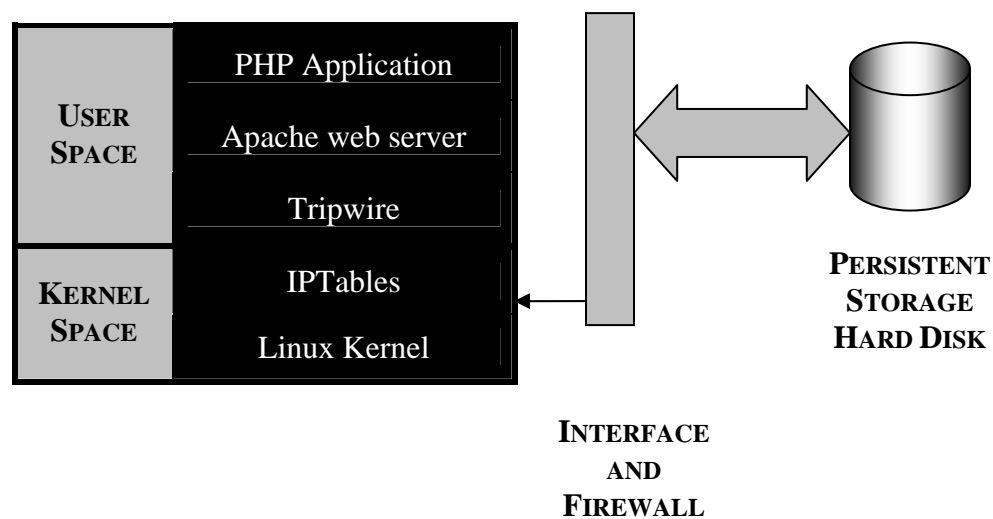 USER
SPACE
PHP Application
Apache web server
Tripwire
KERNEL
SPACE
IPTables
Linux Kernel
PERSISTENT
STORAGE
HARD DISK
INTERFACE
AND
FIREWALL